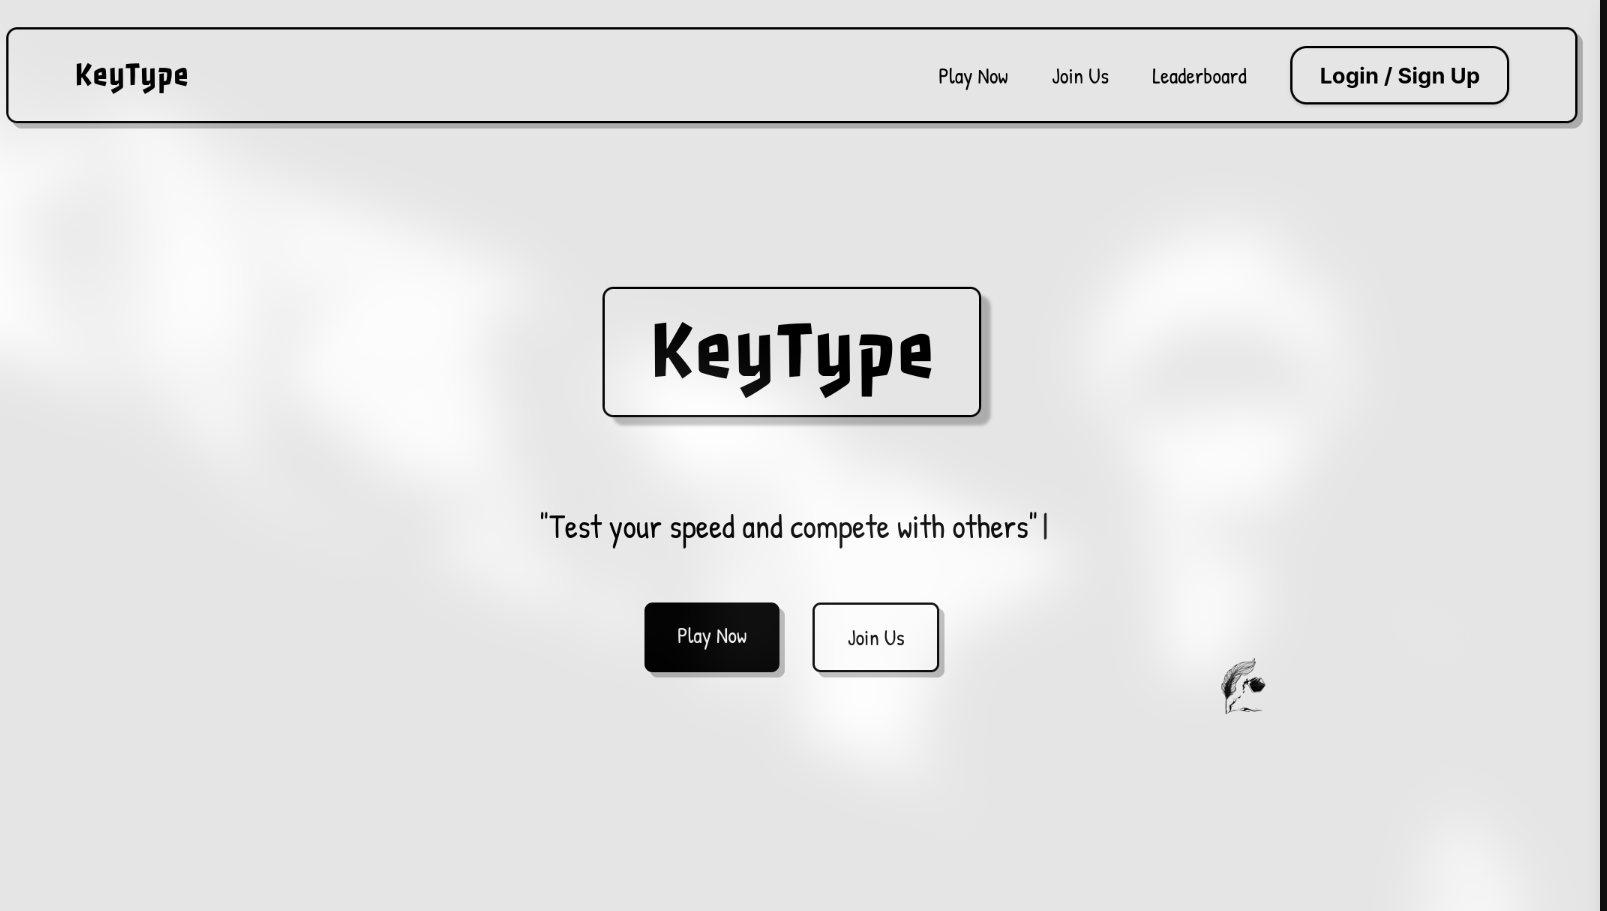 KeyType
Play Now
Join Us
Leaderboard
Login / Sign Up
KeyType
"Test your speed and compete with others"|
Play Now
Join Us